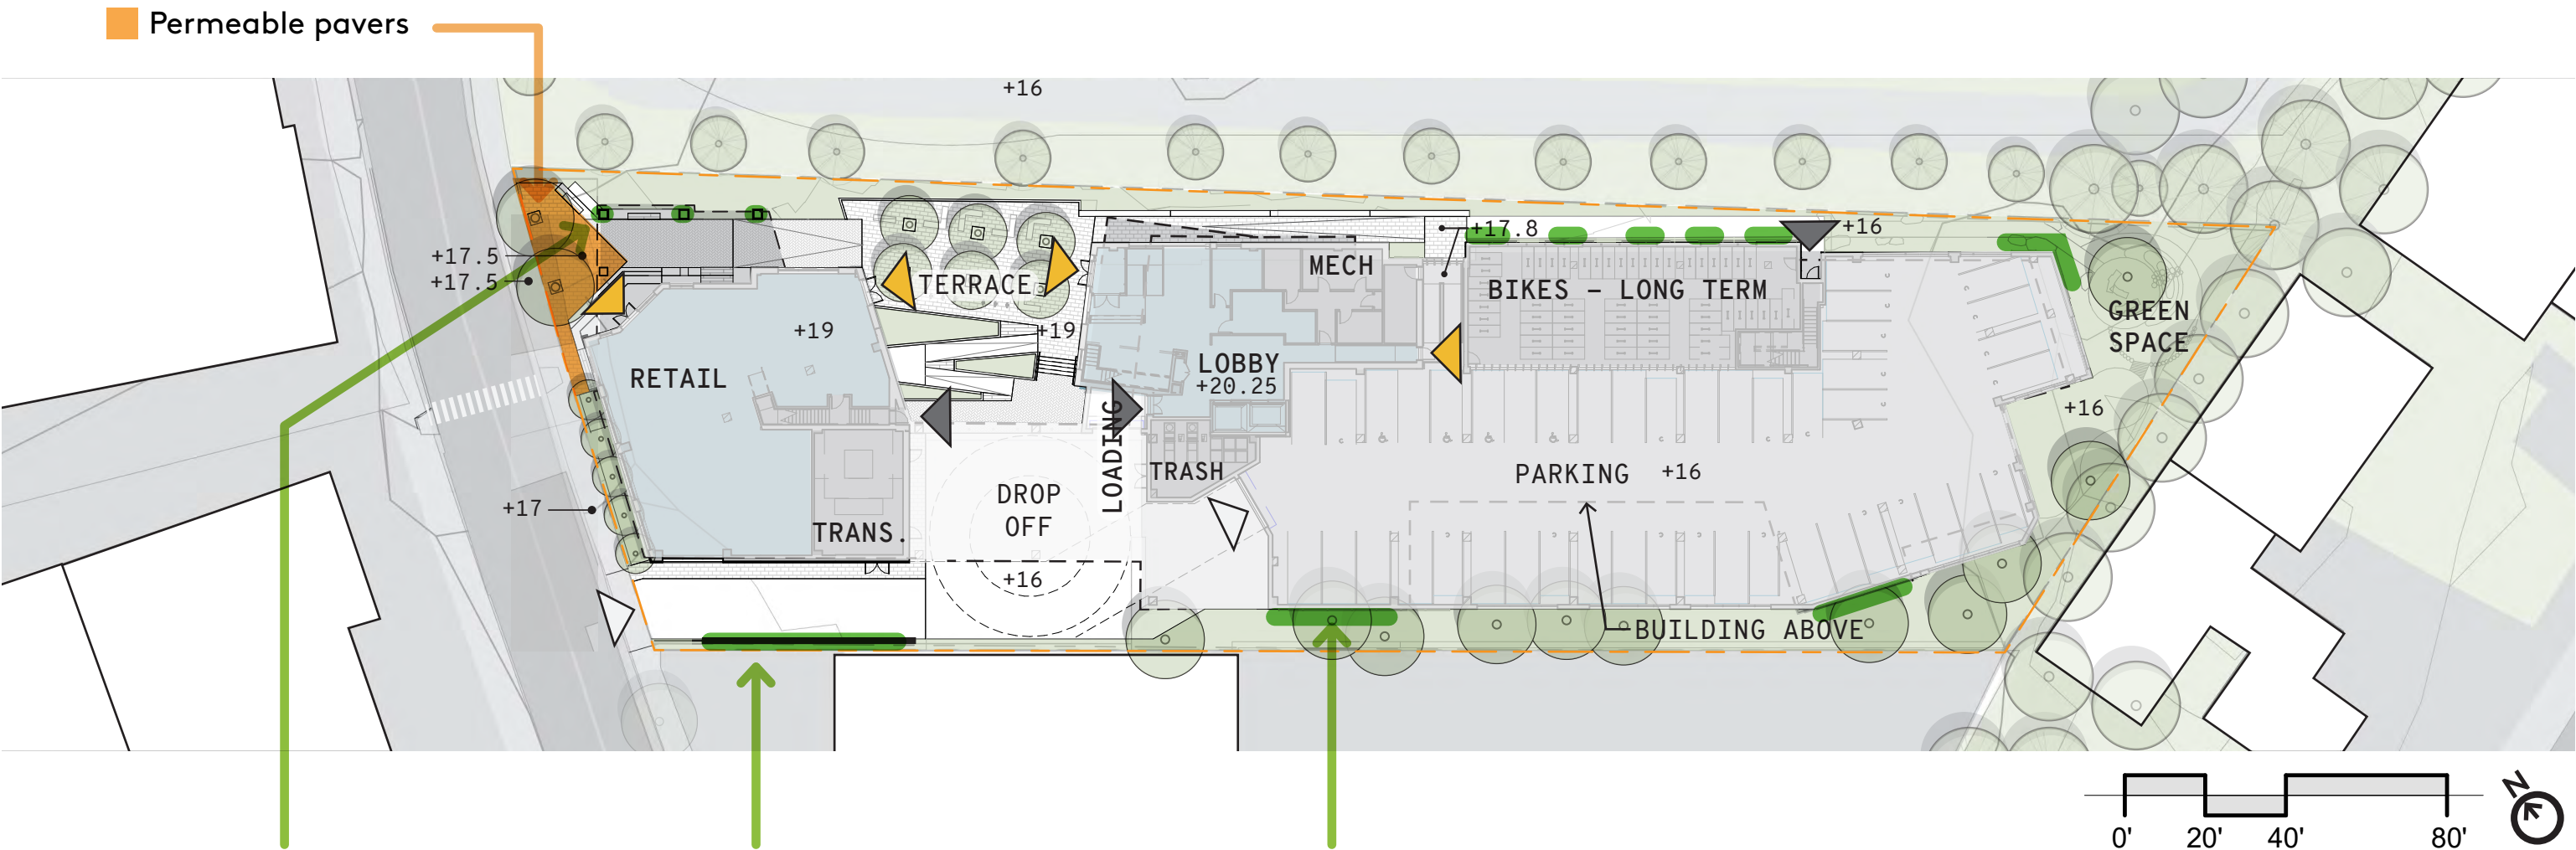 Permeable pavers
+16
+17.5
+17.5
+17.8
+16
TERRACE
MECH
BIKES – LONG TERM
+19
+19
GREEN
SPACE
RETAIL
LOBBY
+20.25
+16
LOADING
TRASH
PARKING +16
DROP
OFF
+17
TRANS.
+16
BUILDING ABOVE
N
0' 20' 40' 80'